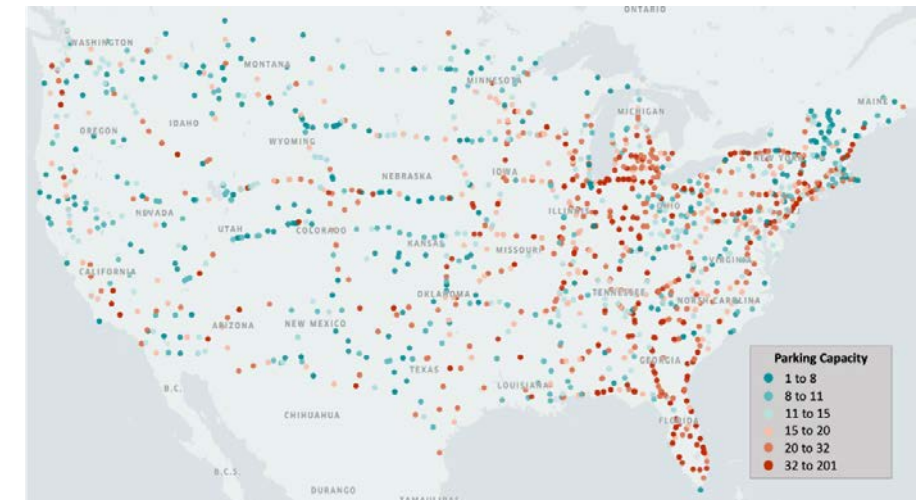 ONTARIO
WASHINGTON
MONTANA
MINNESOTA
MAINE
MICHIGAN
OREGON
IDAHO
WYOMING
NEW YORK
NEBRASKA
IOWA
NEVADA
ILLINOIS
OHIO
UTAH
COLORADO
KANSAS
MISSOURI
VIRGINIA
CALIFORNIA
OKLAHOMA
TENNESSEE
NORTH CAROLINA
ARIZONA
NEW MEXICO
GEORGIA
TEXAS
LOUISIANA
B.C.
CHIHUAHUA
FLORIDA
B.C.S.
DURANGO
TAMAULIPAS
Parking Capacity
1 to 8
8 to 11
11 to 15
15 to 20
20 to 32
32 to 201